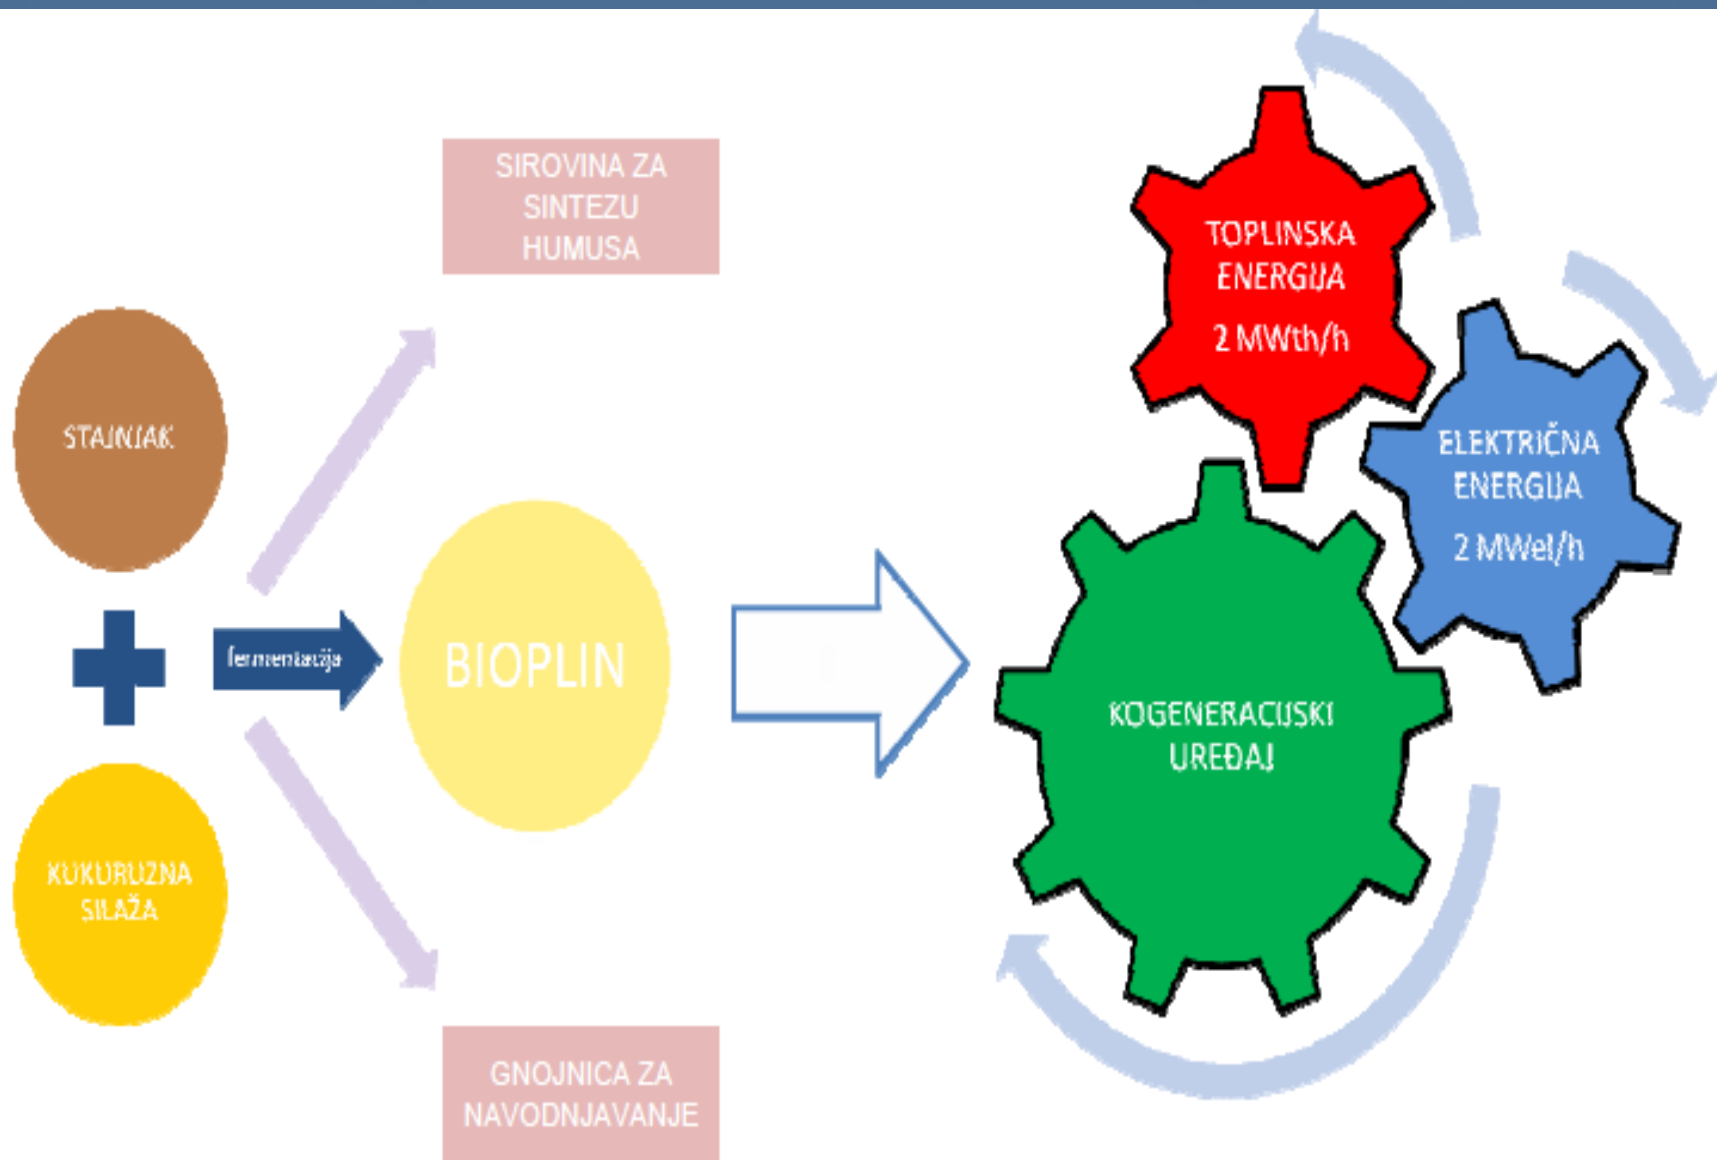 SIROVINA ZA
SINTEZU
HUMUSA
STAJNJAK
fermentacija
BIOPLIN
KUKURUZNA
SILAŽA
GNOJNICA ZA
NAVODNJAVANJE
TOPLINSKA
ENERGIJA
2 MWth/h
ELEKTRIČNA
ENERGIJA
2 MWel/h
KOGENERACIJSKI
UREĐAJ